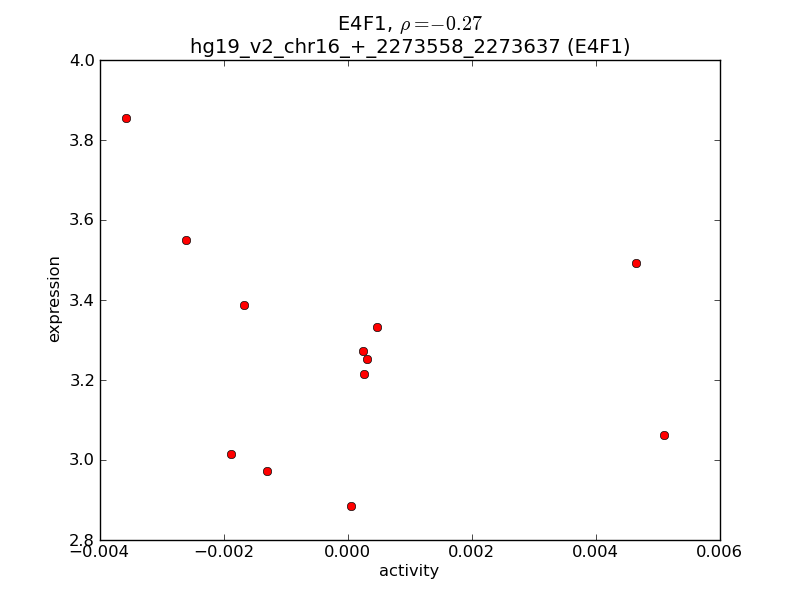 E4F1, ρ=−0.27
hg19_v2_chr16_+_2273558_2273637 (E4F1)
4.0
3.8
3.6
3.4
3.2
3.0
2.8
expression
−0.004 −0.002 0.000 0.002 0.004 0.006
activity